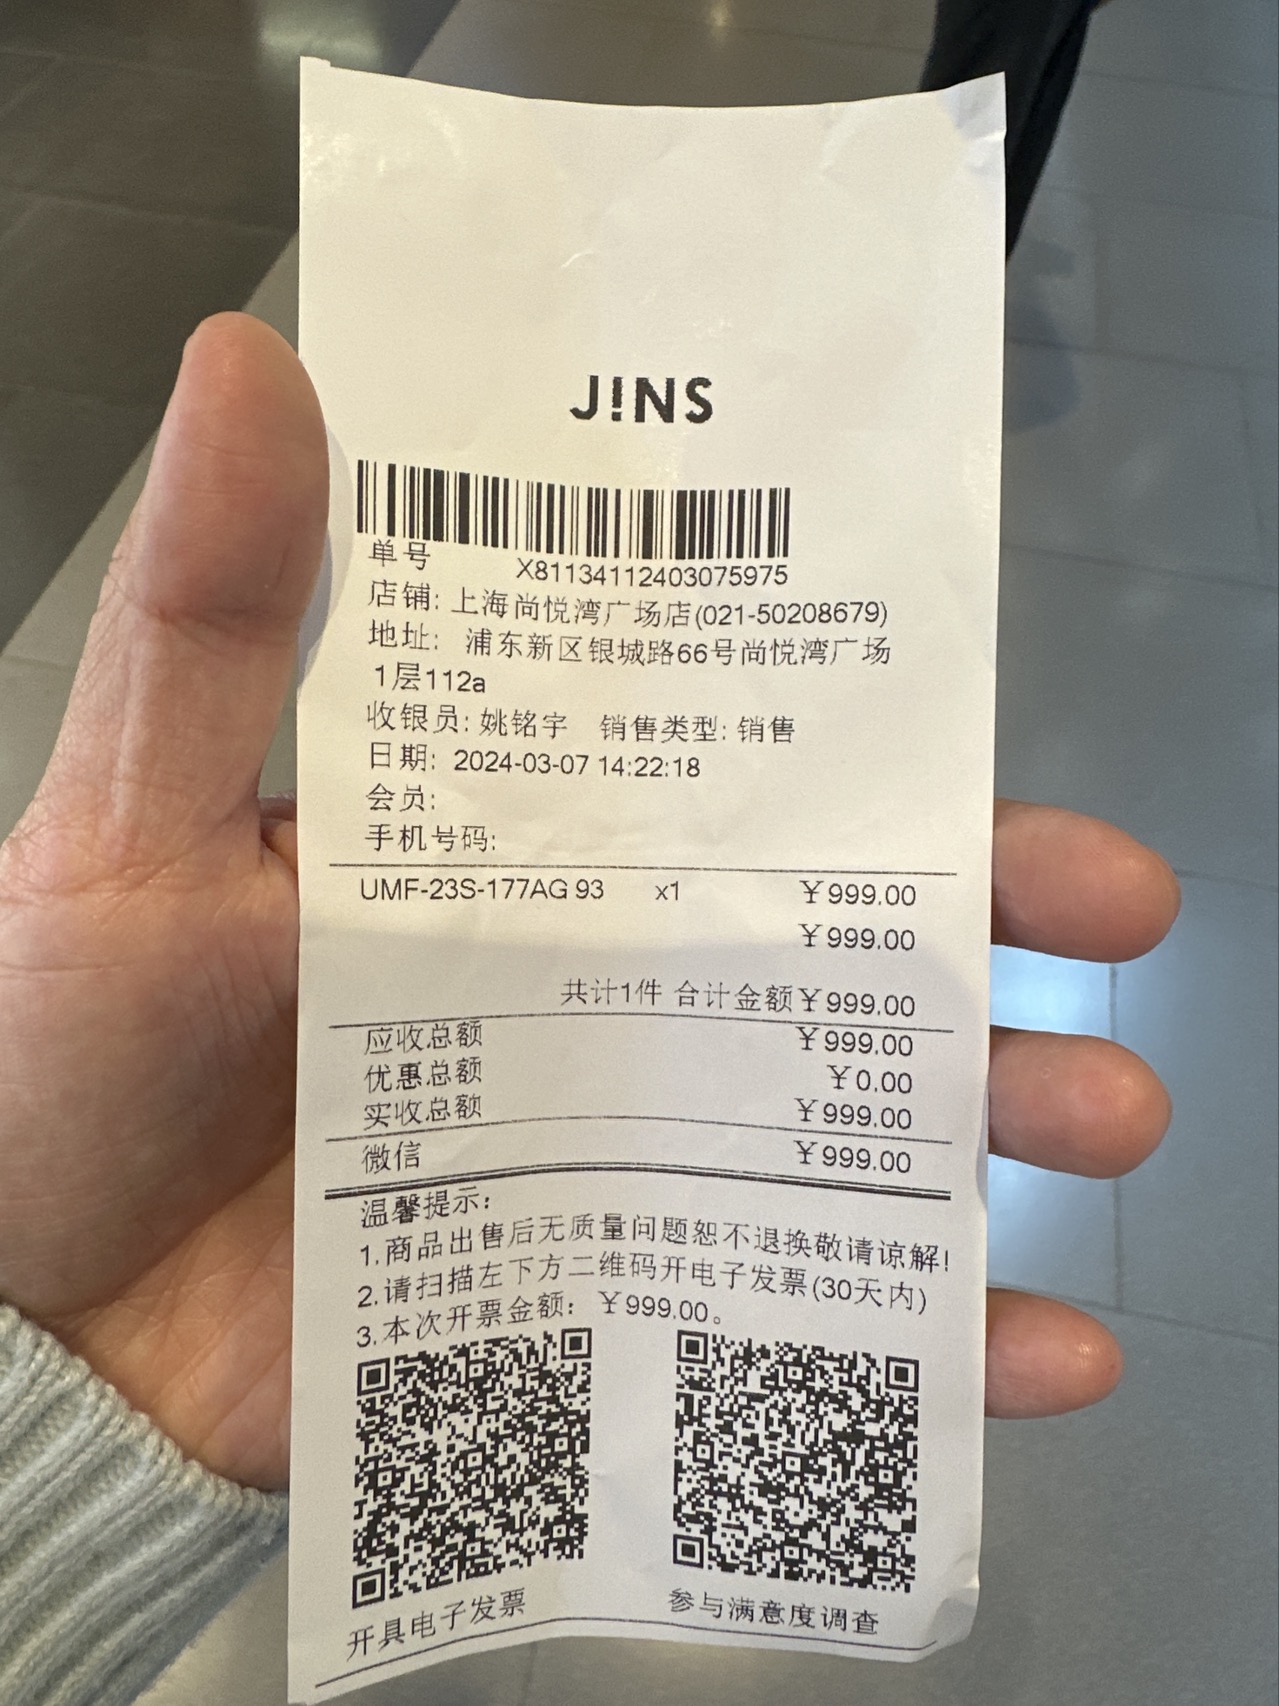 J!NS
单号 X81134112403075975
店铺: 上海尚悦湾广场店(021-50208679)
地址: 浦东新区银城路66号尚悦湾广场
1层112a
收银员: 姚铭宇 销售类型: 销售
日期: 2024-03-07 14:22:18
会员:
手机号码:
UMF-23S-177AG 93 x1 ¥999.00
¥999.00
共计1件 合计金额¥999.00
应收总额 ¥999.00
优惠总额 ¥0.00
实收总额 ¥999.00
微信 ¥999.00
温馨提示:
1.商品出售后无质量问题恕不退换敬请谅解!
2.请扫描左下方二维码开电子发票(30天内)
3.本次开票金额: ¥999.00。
开具电子发票 参与满意度调查